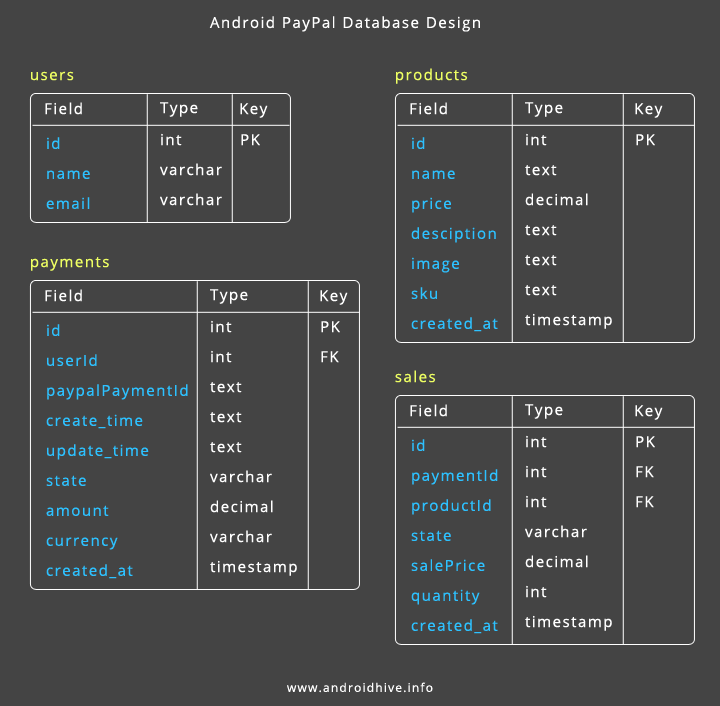 Android PayPal Database Design
users
Field Type Key
id int PK
name varchar
email varchar
payments
Field Type Key
id int PK
userId int FK
paypalPaymentId text
create_time text
update_time text
state varchar
amount decimal
currency varchar
created_at timestamp
products
Field Type Key
id int PK
name text
price decimal
desciption text
image text
sku text
created_at timestamp
sales
Field Type Key
id int PK
paymentId int FK
productId int FK
state varchar
salePrice decimal
quantity int
created_at timestamp
www.androidhive.info